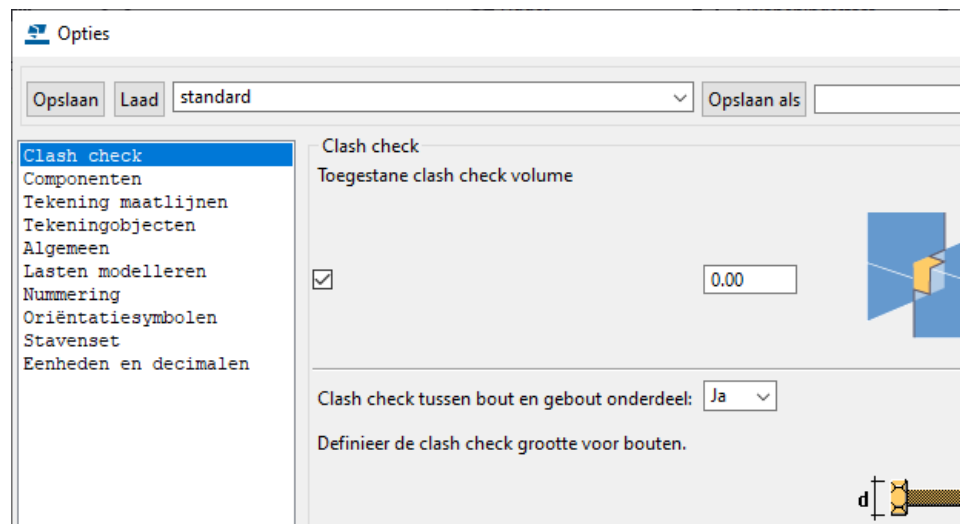 Opties
Opslaan Laad standard Opslaan als
Clash check
Componenten
Tekening maatlijnen
Tekeningobjecten
Algemeen
Lasten modelleren
Nummering
Oriëntatiesymbolen
Stavenset
Eenheden en decimalen
Clash check
Toegestane clash check volume
0.00
Clash check tussen bout en gebout onderdeel: Ja
Definieer de clash check grootte voor bouten.
d